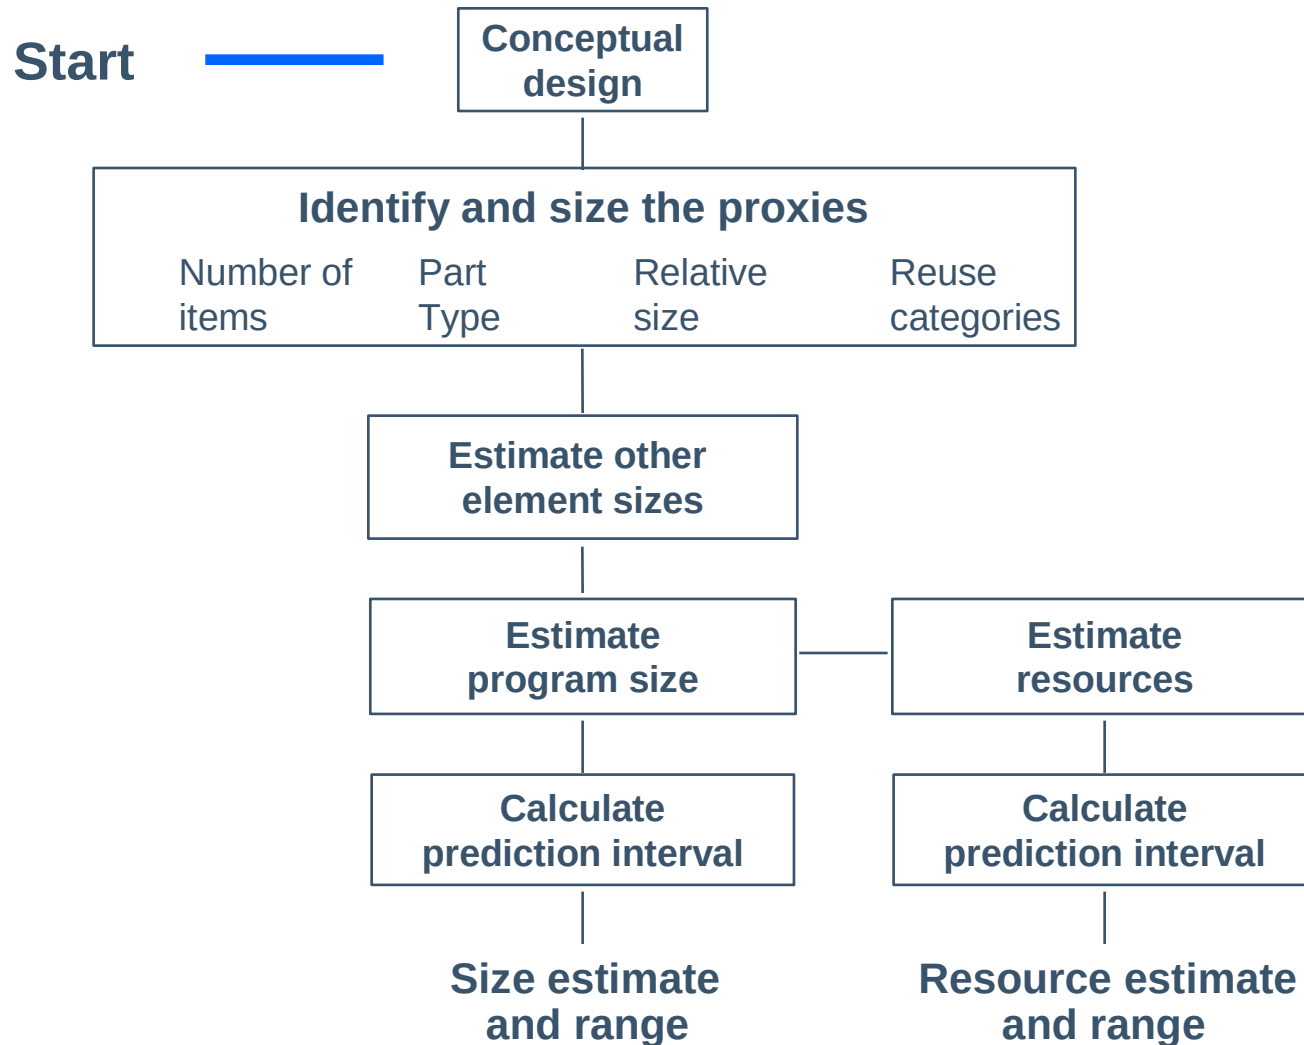 Start
Conceptual
design
Identify and size the proxies
Number of
items
Part
Type
Relative
size
Reuse
categories
Estimate other
element sizes
Estimate
program size
Estimate
resources
Calculate
prediction interval
Calculate
prediction interval
Size estimate
and range
Resource estimate
and range